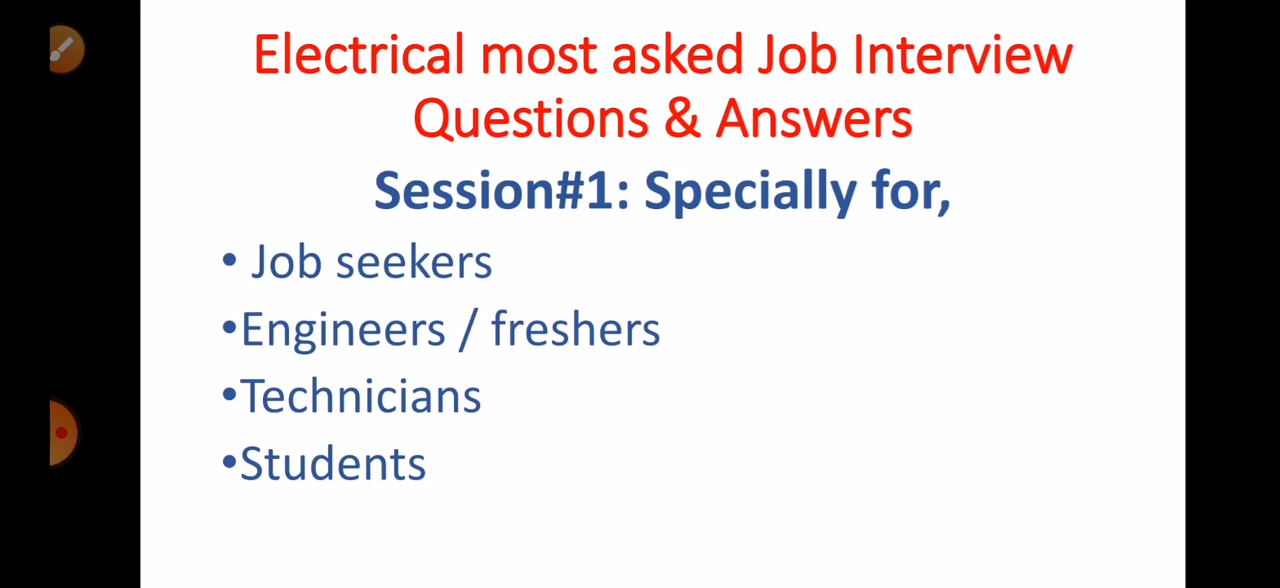 Electrical most asked Job Interview
Questions & Answers
Session#1: Specially for,
• Job seekers
•Engineers / freshers
•Technicians
•Students